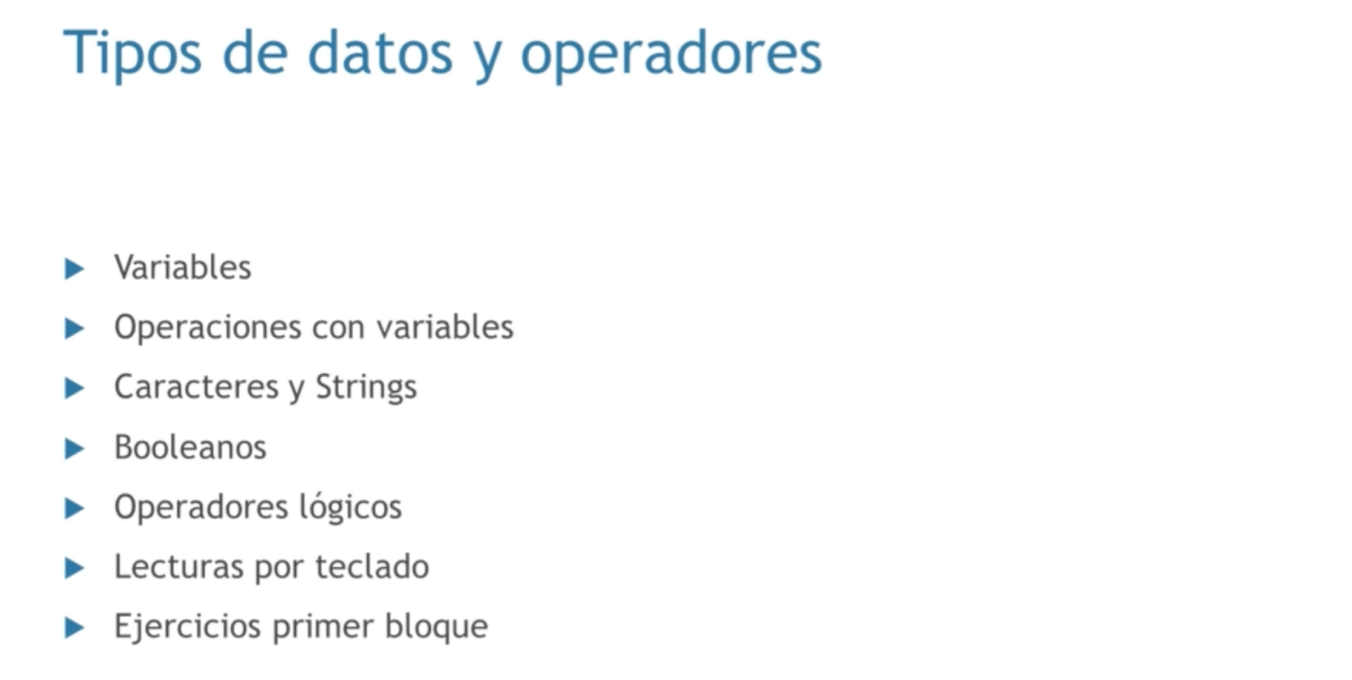 Tipos de datos y operadores
Variables
Operaciones con variables
Caracteres y Strings
Booleanos
Operadores lógicos
Lecturas por teclado
Ejercicios primer bloque